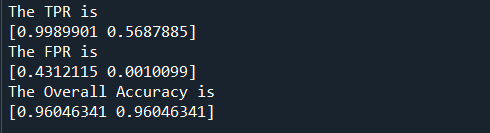 The TPR is
[0.9989901 0.5687885]
The FPR is
[0.4312115 0.0010099]
The Overall Accuracy is
[0.96046341 0.96046341]